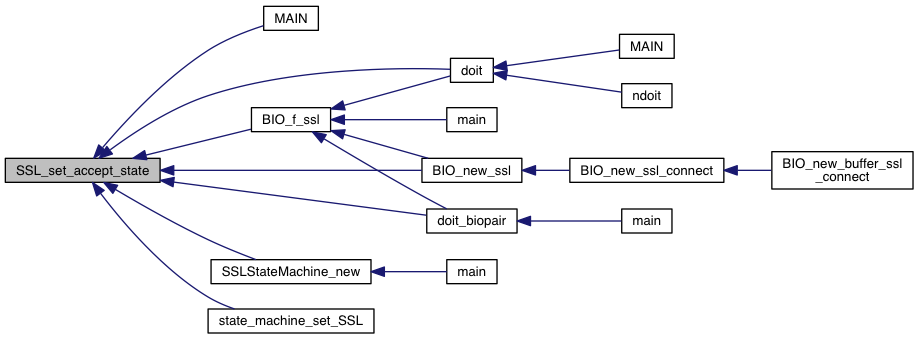 MAIN
MAIN
doit
ndoit
BIO_f_ssl
main
SSL_set_accept_state
BIO_new_ssl
BIO_new_ssl_connect
BIO_new_buffer_ssl
_connect
doit_biopair
main
SSLStateMachine_new
main
state_machine_set_SSL